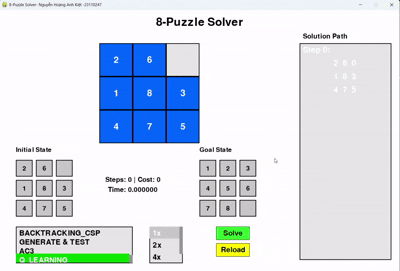 8-Puzzle Solver- Nguyễn Hoàng Anh Kiệt -23110247
8-Puzzle Solver
Solution Path
Step 0:
2 6 0
1 8 3
4 7 5
2 6
1 8 3
4 7 5
Initial State
Goal State
2 6
1 8 3
4 7 5
Steps: 0 | Cost: 0
Time: 0.000000
1 2 3
4 5 6
7 8
BACKTRACKING_CSP
GENERATE & TEST
AC3
Q_LEARNING
1x
2x
4x
Solve
Reload